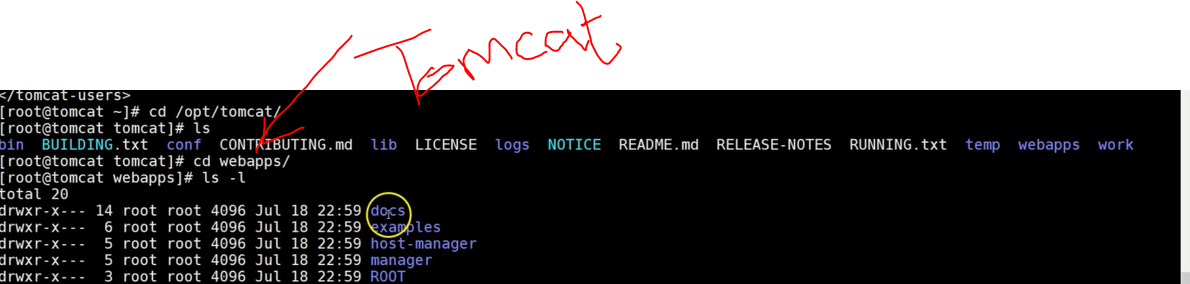 Tomcat
</tomcat-users>
[root@tomcat ~]# cd /opt/tomcat/
[root@tomcat tomcat]# ls
bin BUILDING.txt conf CONTRIBUTING.md lib LICENSE logs NOTICE README.md RELEASE-NOTES RUNNING.txt temp webapps work
[root@tomcat tomcat]# cd webapps/
[root@tomcat webapps]# ls -l
total 20
drwxr-x--- 14 root root 4096 Jul 18 22:59 docs
drwxr-x--- 6 root root 4096 Jul 18 22:59 examples
drwxr-x--- 5 root root 4096 Jul 18 22:59 host-manager
drwxr-x--- 5 root root 4096 Jul 18 22:59 manager
drwxr-x--- 3 root root 4096 Jul 18 22:59 ROOT